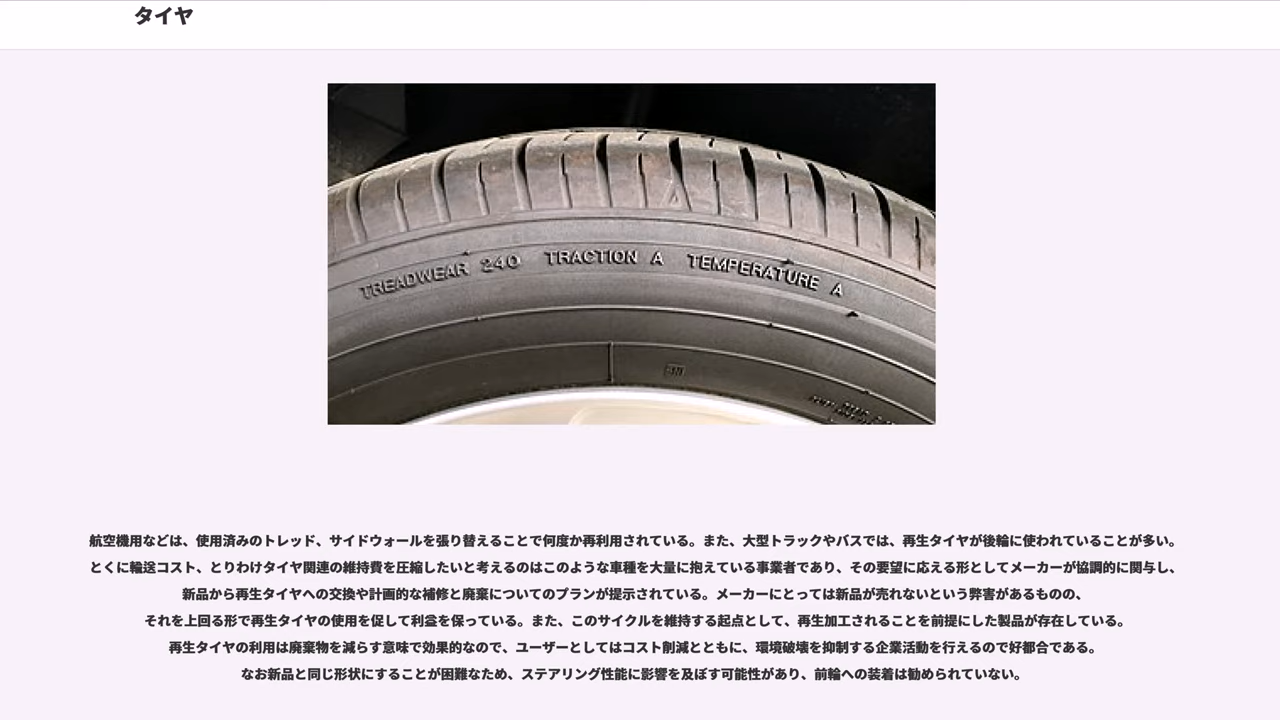 タイヤ
TREADWEAR 240 TRACTION A TEMPERATURE A
航空機用などは、使用済みのトレッド、サイドウォールを張り替えることで何度か再利用されている。また、大型トラックやバスでは、再生タイヤが後輪に使われていることが多い。
とくに輸送コスト、とりわけタイヤ関連の維持費を圧縮したいと考えるのはこのような車種を大量に抱えている事業者であり、その要望に応える形としてメーカーが協調的に関与し、
新品から再生タイヤへの交換や計画的な補修と廃棄についてのプランが提示されている。メーカーにとっては新品が売れないという弊害があるものの、
それを上回る形で再生タイヤの使用を促して利益を保っている。また、このサイクルを維持する起点として、再生加工されることを前提にした製品が存在している。
再生タイヤの利用は廃棄物を減らす意味で効果的なので、ユーザーとしてはコスト削減とともに、環境破壊を抑制する企業活動を行えるので好都合である。
なお新品と同じ形状にすることが困難なため、ステアリング性能に影響を及ぼす可能性があり、前輪への装着は勧められていない。